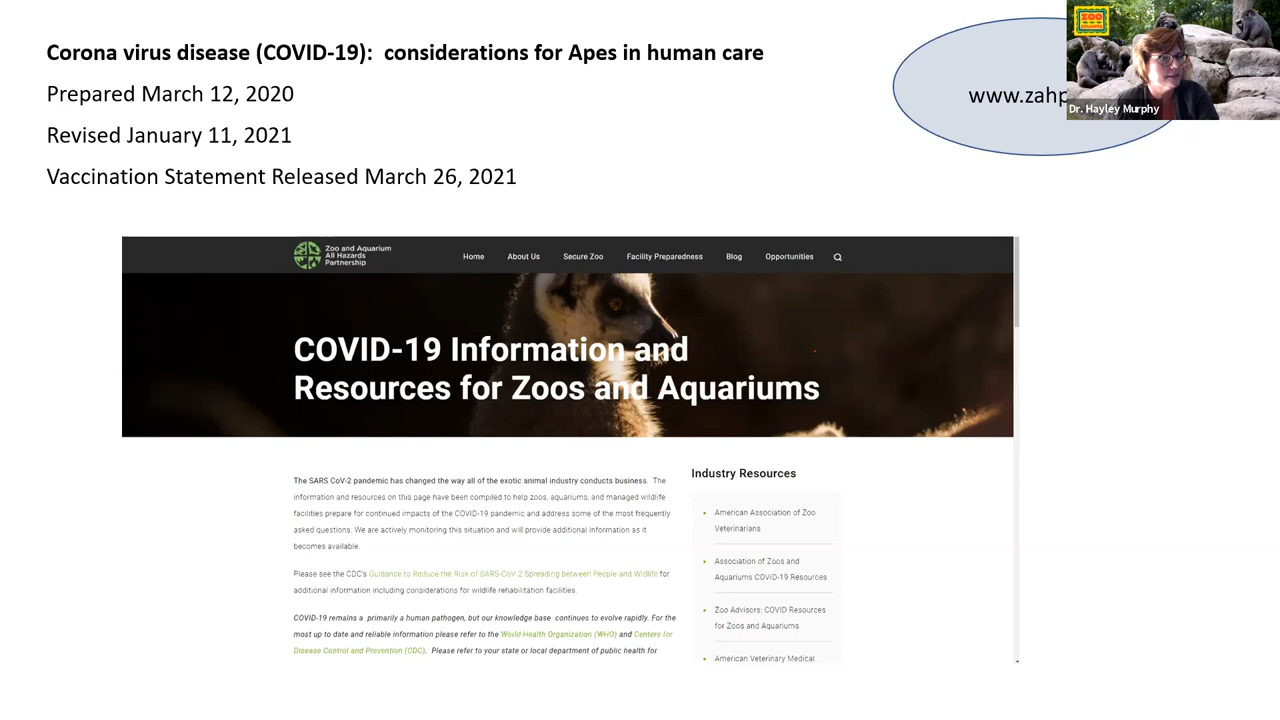 Corona virus disease (COVID-19):  considerations for Apes in human care
Prepared March 12, 2020
Revised January 11, 2021
Vaccination Statement Released March 26, 2021
www.zahp
ZOO
ATLANTA
Dr. Hayley Murphy
Zoo and Aquarium
All Hazards
Partnership
Home About Us Secure Zoo Facility Preparedness Blog Opportunities
COVID-19 Information and
Resources for Zoos and Aquariums
The SARS CoV-2 pandemic has changed the way all of the exotic animal industry conducts business. The
information and resources on this page have been compiled to help zoos, aquariums, and managed wildlife
facilities prepare for continued impacts of the COVID-19 pandemic and address some of the most frequently
asked questions. We are actively monitoring this situation and will provide additional information as it
becomes available.
Please see the CDC's Guidance to Reduce the Risk of SARS-CoV-2 Spreading between People and Wildlife for
additional information including considerations for wildlife rehabilitation facilities.
COVID-19 remains a primarily a human pathogen, but our knowledge base continues to evolve rapidly. For the
most up to date and reliable information please refer to the World Health Organization (WHO) and Centers for
Disease Control and Prevention (CDC). Please refer to your state or local department of public health for
Industry Resources
American Association of Zoo
Veterinarians
Association of Zoos and
Aquariums COVID-19 Resources
Zoo Advisors: COVID Resources
for Zoos and Aquariums
American Veterinary Medical